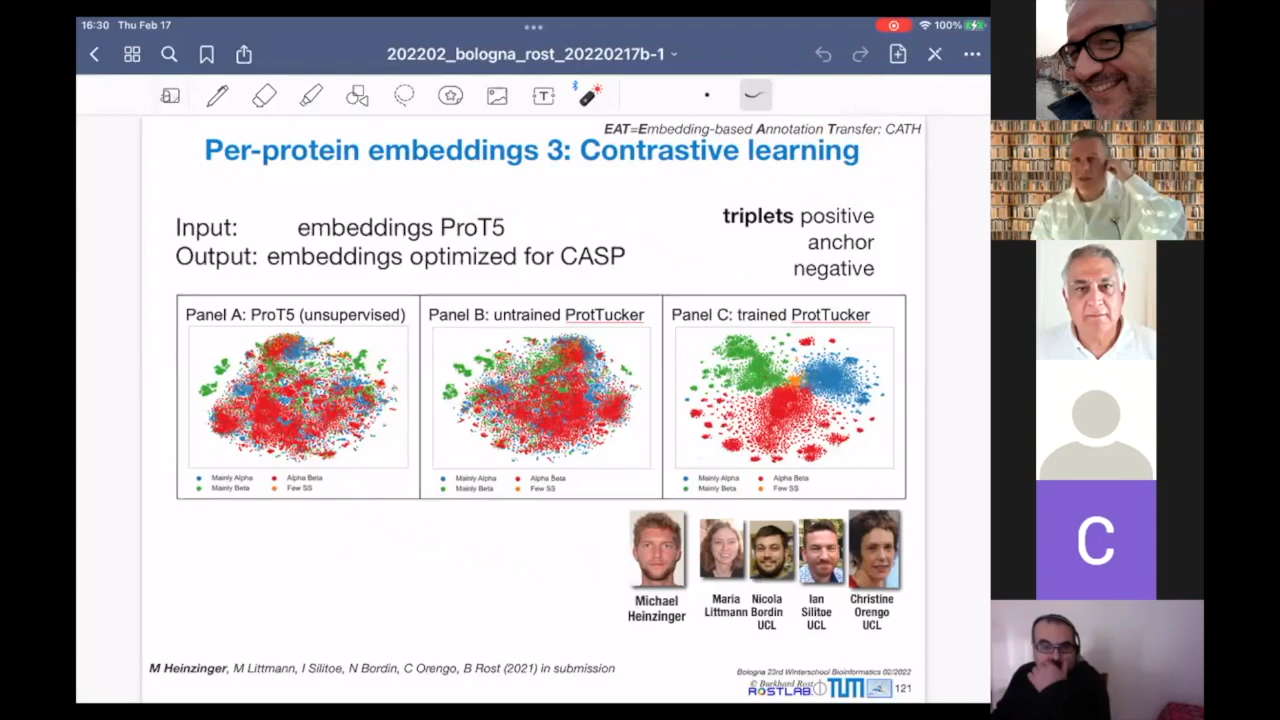 16:30 Thu Feb 17
100%
202202_bologna_rost_20220217b-1
T
EAT=Embedding-based Annotation Transfer: CATH
Per-protein embeddings 3: Contrastive learning
Input: embeddings ProT5
Output: embeddings optimized for CASP
triplets positive
anchor
negative
Panel A: ProT5 (unsupervised)
Mainly Alpha Alpha Beta
Mainly Beta Few SS
Panel B: untrained ProtTucker
Mainly Alpha Alpha Beta
Mainly Beta Few SS
Panel C: trained ProtTucker
Mainly Alpha Alpha Beta
Mainly Beta Few SS
Michael
Heinzinger
Maria
Littmann
Nicola
Bordin
UCL
Ian
Silitoe
UCL
Christine
Orengo
UCL
M Heinzinger, M Littmann, I Silitoe, N Bordin, C Orengo, B Rost (2021) in submission
Bologna 23rd Winterschool Bioinformatics 02/2022
© Burkhard Rost
ROSTLAB TUM 121
C